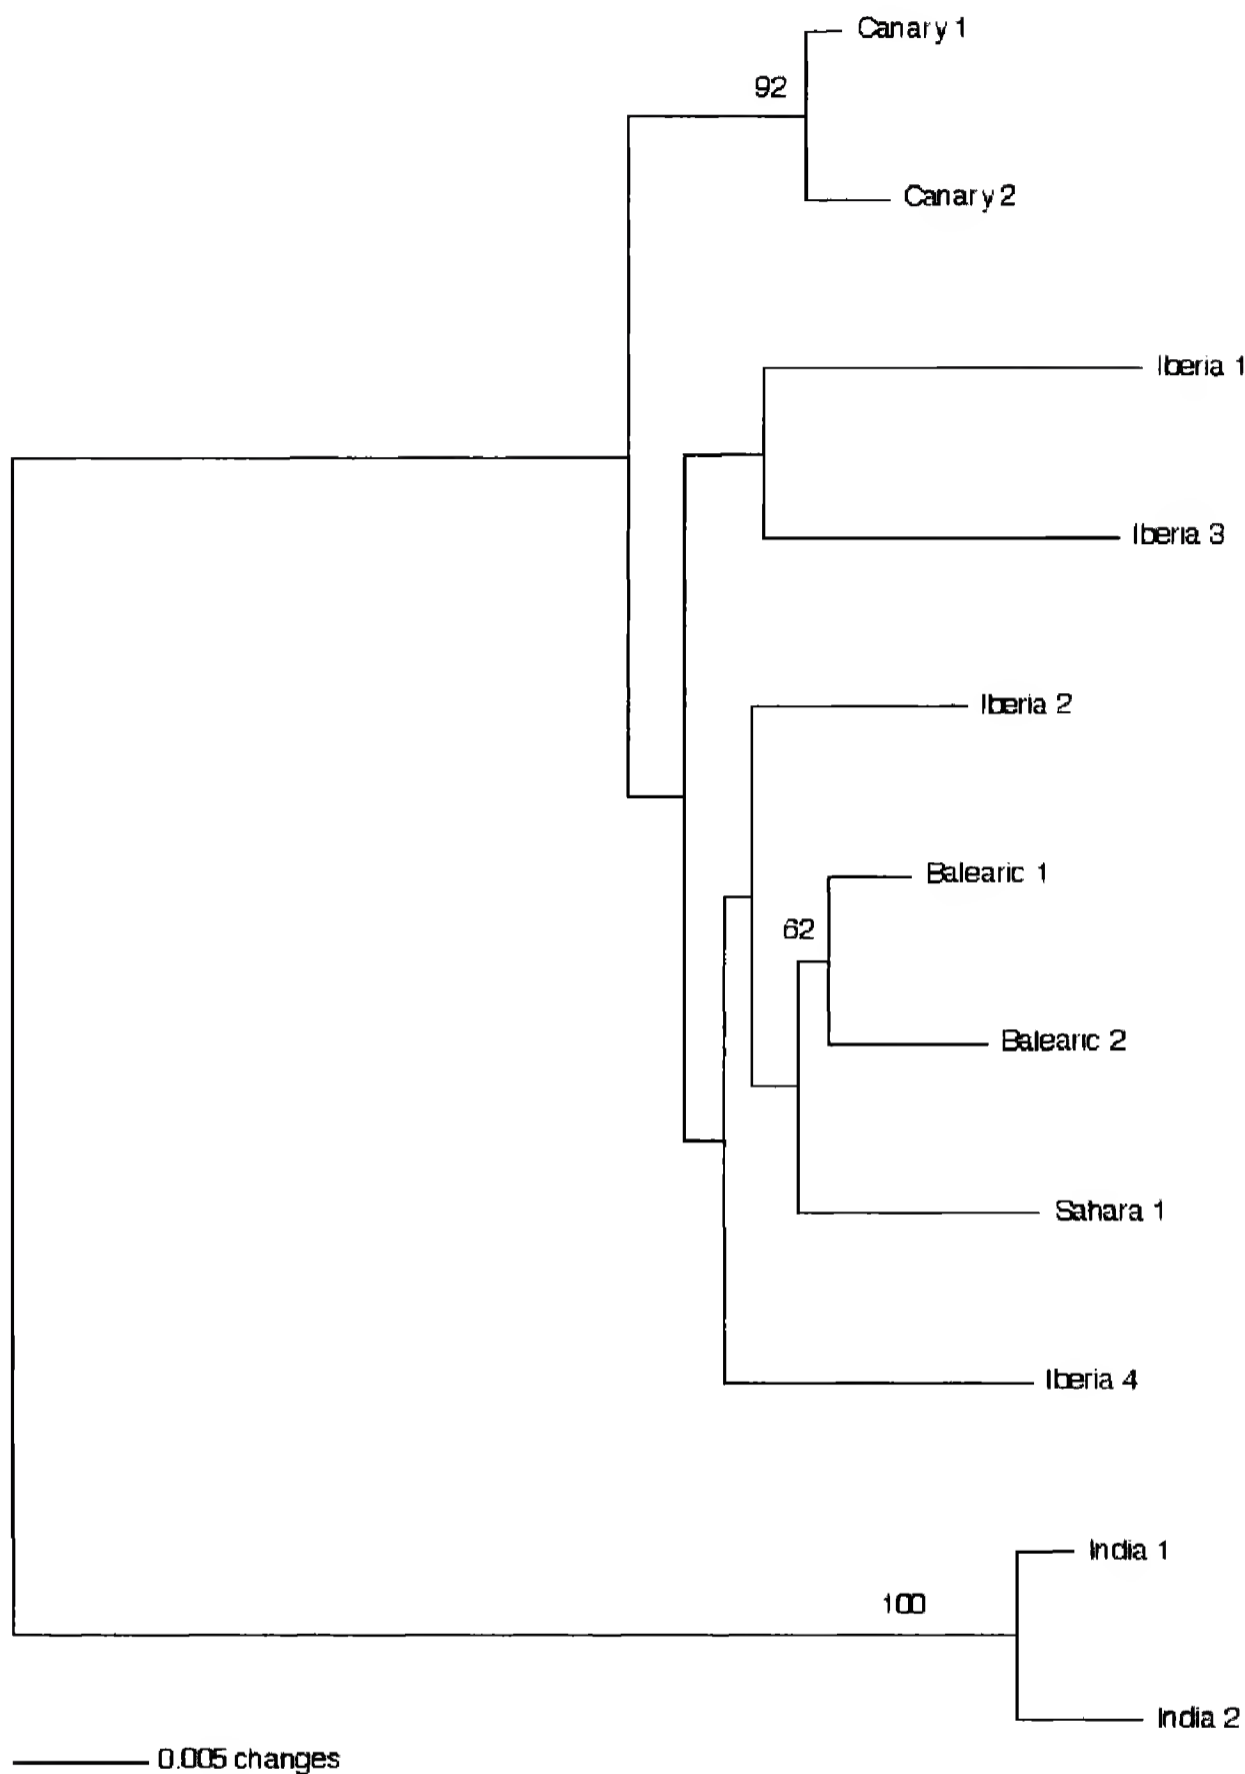 Canary 1
92
Canary 2
Iberia 1
Iberia 3
Iberia 2
Balearic 1
62
Balearic 2
Sahara 1
Iberia 4
India 1
100
India 2
0.005 changes